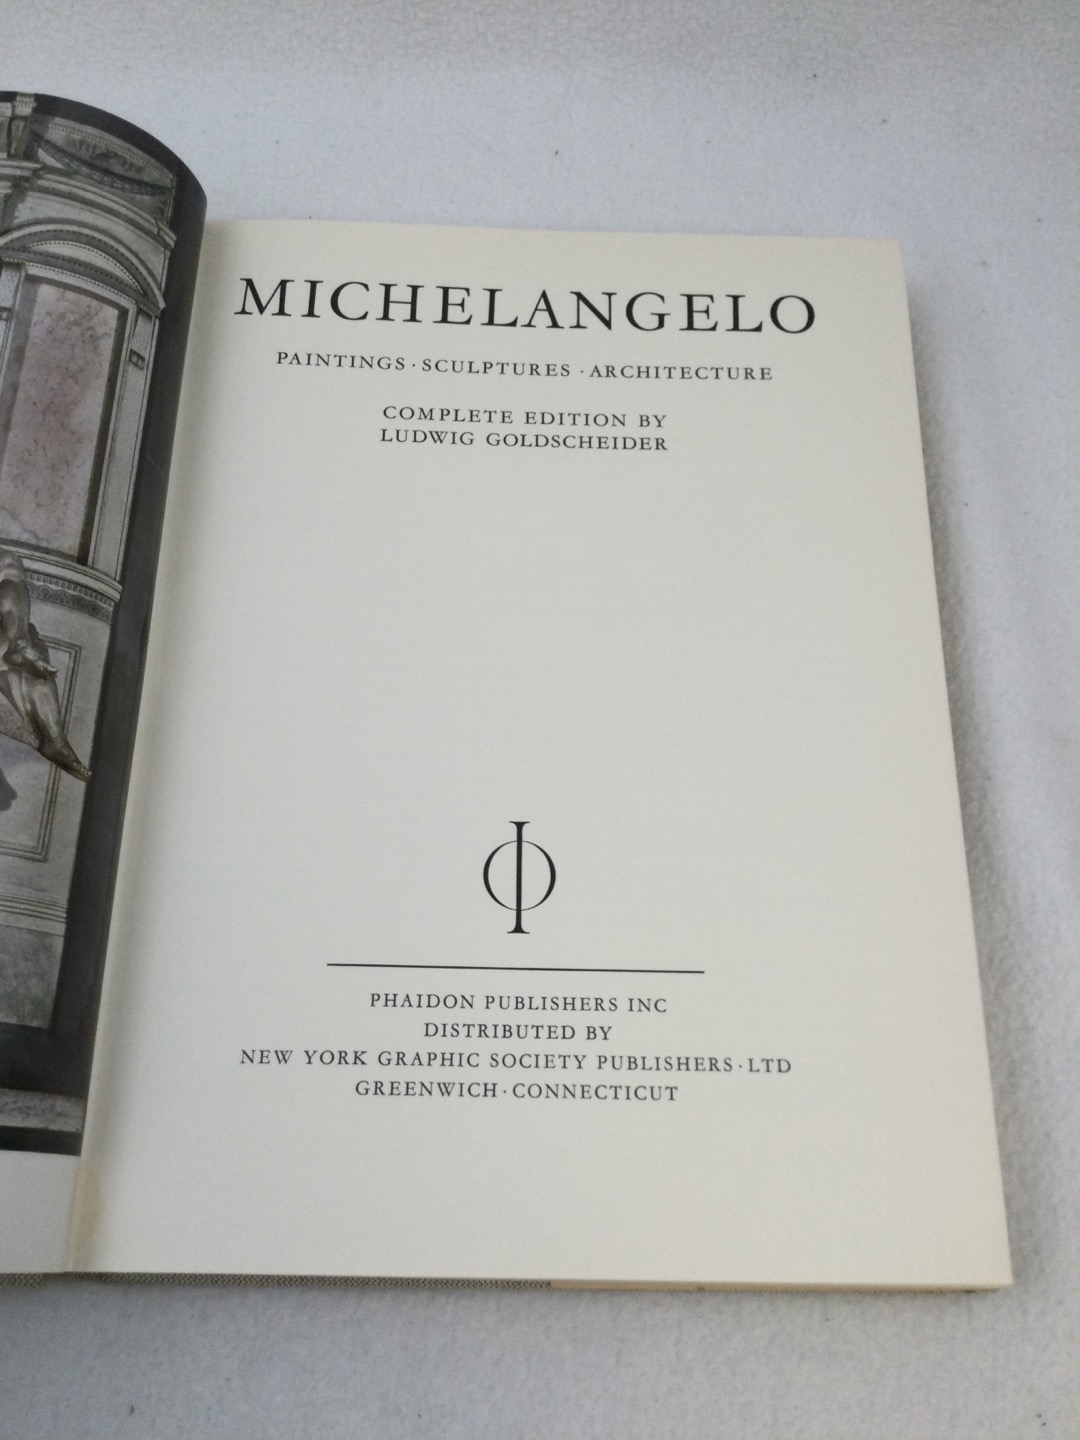 MICHELANGELO
PAINTINGS · SCULPTURES · ARCHITECTURE
COMPLETE EDITION BY
LUDWIG GOLDSCHEIDER
PHAIDON PUBLISHERS INC
DISTRIBUTED BY
NEW YORK GRAPHIC SOCIETY PUBLISHERS · LTD
GREENWICH · CONNECTICUT